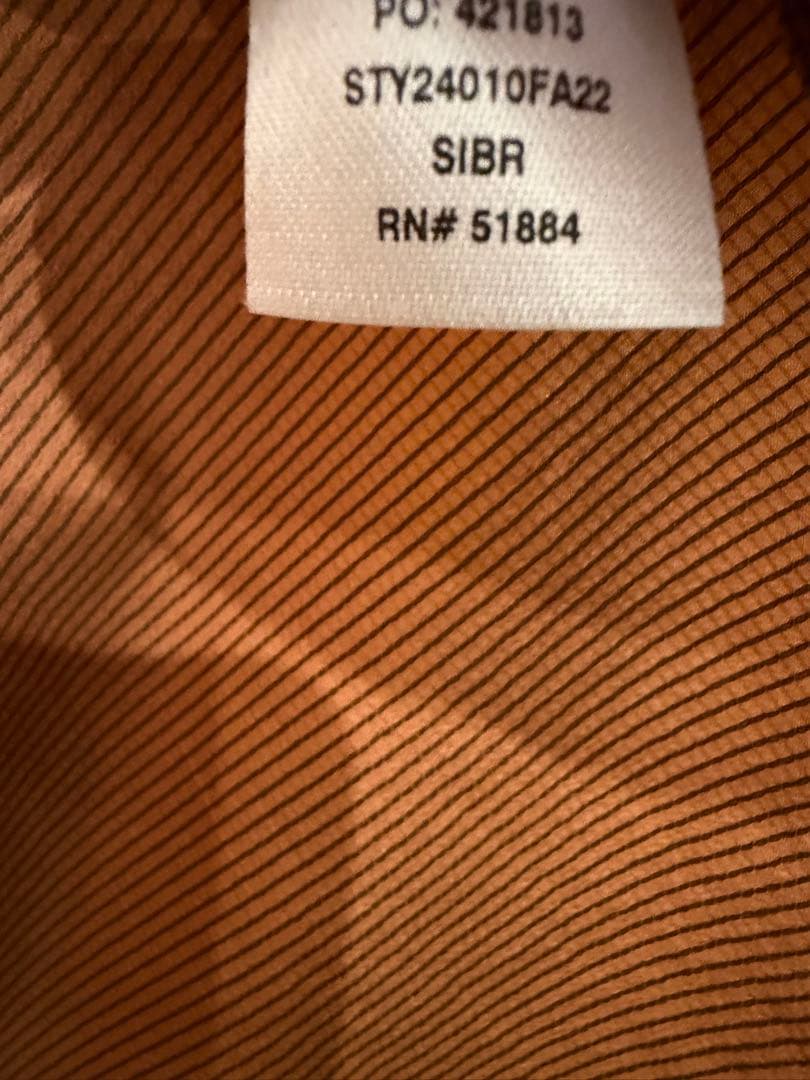 PO: 421813
STY24010FA22
SIBR
RN# 51884